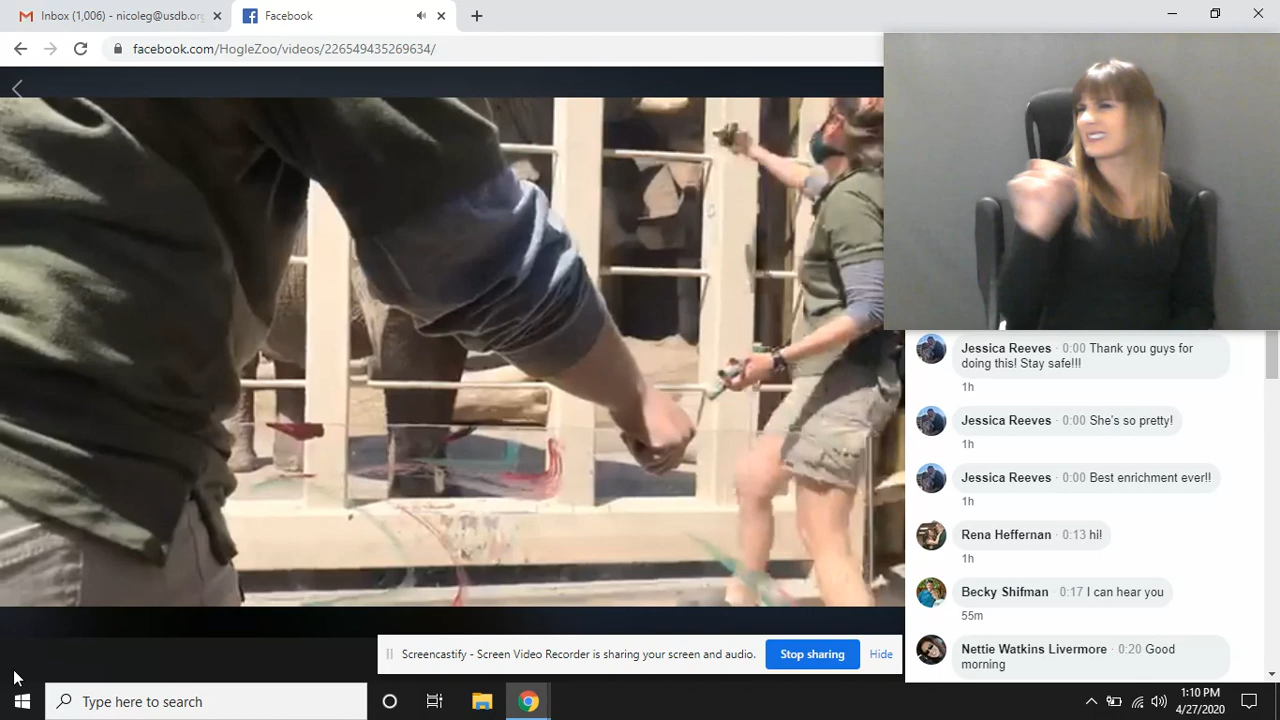 Inbox (1,006) - nicoleg@usdb.org
Facebook
facebook.com/HogleZoo/videos/226549435269634/
Jessica Reeves · 0:00 Thank you guys for
doing this! Stay safe!!!
1h
Jessica Reeves · 0:00 She's so pretty!
1h
Jessica Reeves · 0:00 Best enrichment ever!!
1h
Rena Heffernan · 0:13 hi!
1h
Becky Shifman · 0:17 I can hear you
55m
Nettie Watkins Livermore · 0:20 Good
morning
Screencastify - Screen Video Recorder is sharing your screen and audio.
Stop sharing
Hide
Type here to search
1:10 PM
4/27/2020